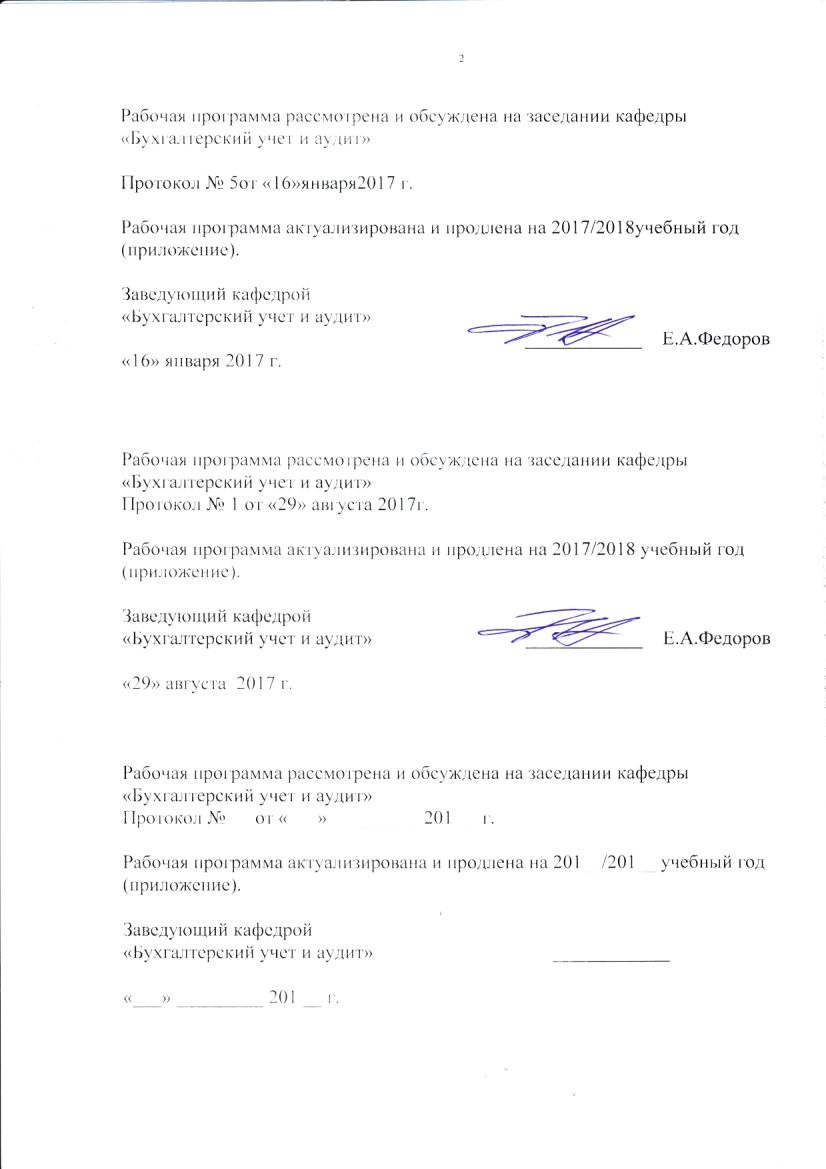 2
Рабочая программа рассмотрена и обсуждена на заседании кафедры
«Бухгалтерский учет и аудит»
Протокол № 5от «16»января2017 г.
Рабочая программа актуализирована и продлена на 2017/2018учебный год
(приложение).
Заведующий кафедрой
«Бухгалтерский учет и аудит»
____________ Е.А.Федоров
«16» января 2017 г.
Рабочая программа рассмотрена и обсуждена на заседании кафедры
«Бухгалтерский учет и аудит»
Протокол № 1 от «29» августа 2017г.
Рабочая программа актуализирована и продлена на 2017/2018 учебный год
(приложение).
Заведующий кафедрой
«Бухгалтерский учет и аудит» ____________ Е.А.Федоров
«29» августа 2017 г.
Рабочая программа рассмотрена и обсуждена на заседании кафедры
«Бухгалтерский учет и аудит»
Протокол № от « » 201 г.
Рабочая программа актуализирована и продлена на 201__/201__ учебный год
(приложение).
Заведующий кафедрой
«Бухгалтерский учет и аудит» ____________
«___» _________ 201 __ г.